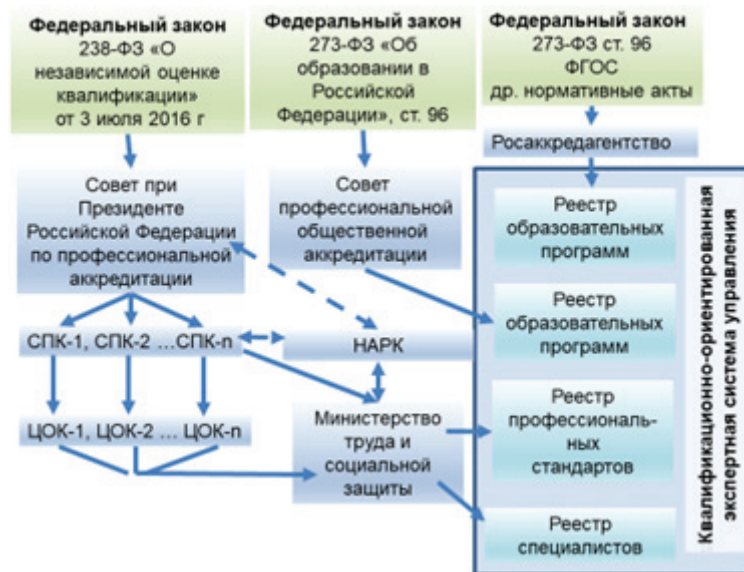 Федеральный закон
238-ФЗ «О
независимой оценке
квалификации»
от 3 июля 2016 г
Федеральный закон
273-ФЗ «Об
образовании в
Российской
Федерации», ст. 96
Федеральный закон
273-ФЗ ст. 96
ФГОС
др. нормативные акты
Росаккредагентство
Совет при
Президенте
Российской Федерации
по профессиональной
аккредитации
Совет
профессиональной
общественной
аккредитации
Реестр
образовательных
программ
СПК-1, СПК-2 ...СПК-n
НАРК
Реестр
образовательных
программ
ЦОК-1, ЦОК-2 ... ЦОК-n
Министерство
труда и
социальной
защиты
Реестр
профессиональ-
ных
стандартов
Реестр
специалистов
Квалификационно-ориентированная
экспертная система управления